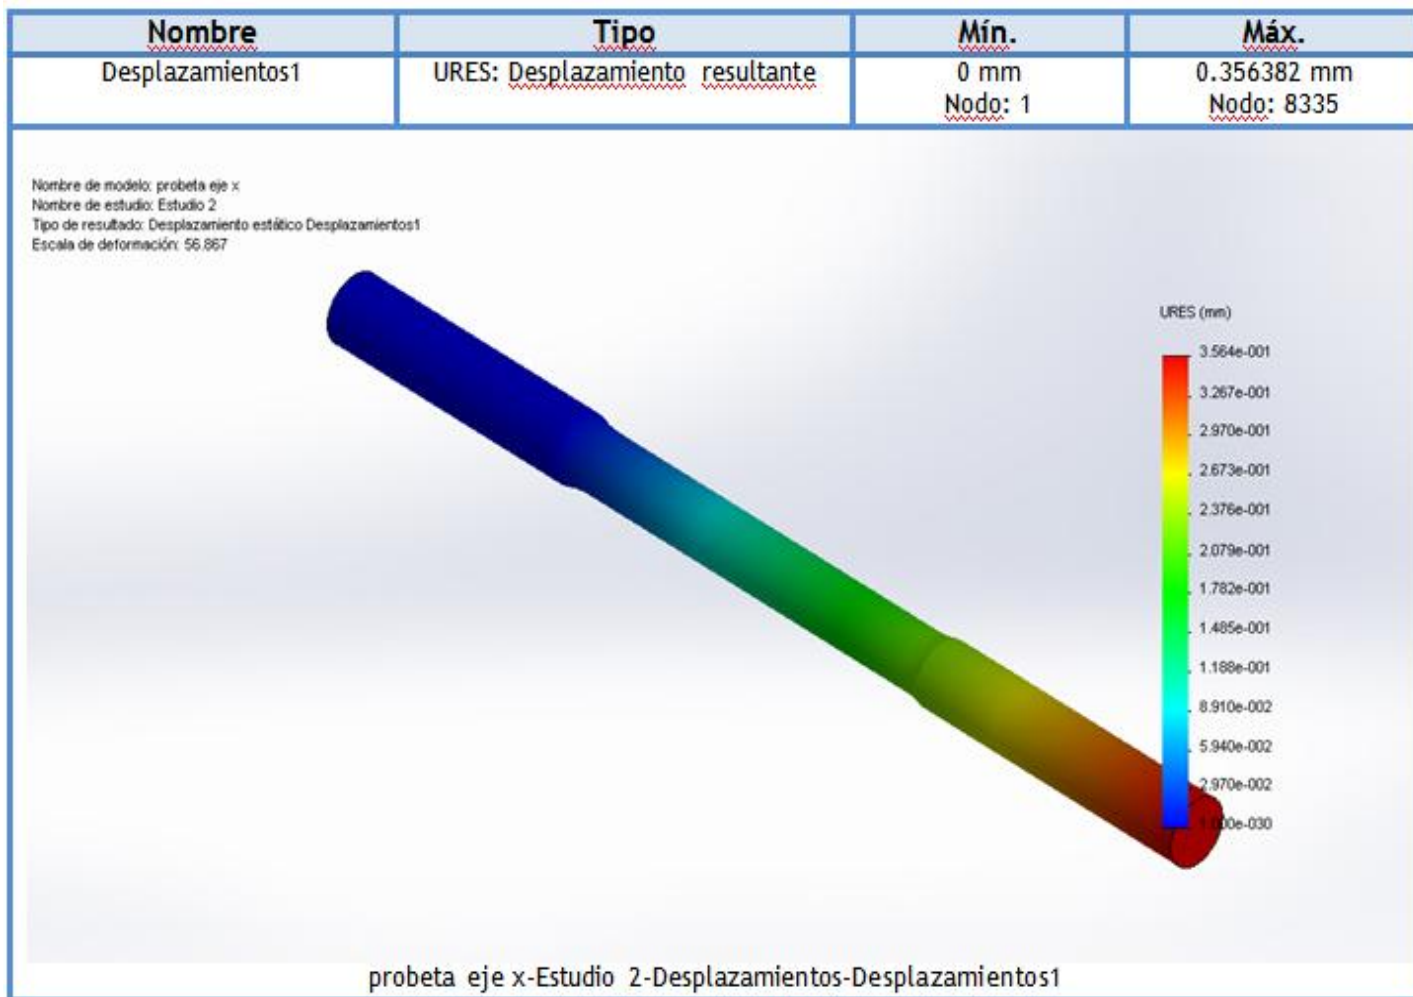 Nombre Tipo Mín. Máx.
Desplazamientos1 URES: Desplazamiento resultante 0 mm 0.356382 mm
Nodo: 1 Nodo: 8335
Nombre de modelo: probeta eje x
Nombre de estudio: Estudio 2
Tipo de resultado: Desplazamiento estático Desplazamientos1
Escala de deformación: 56.867
URES (mm)
3.564e-001
3.267e-001
2.970e-001
2.673e-001
2.376e-001
2.079e-001
1.782e-001
1.485e-001
1.188e-001
8.910e-002
5.940e-002
2.970e-002
1.000e-030
probeta eje x-Estudio 2-Desplazamientos-Desplazamientos1